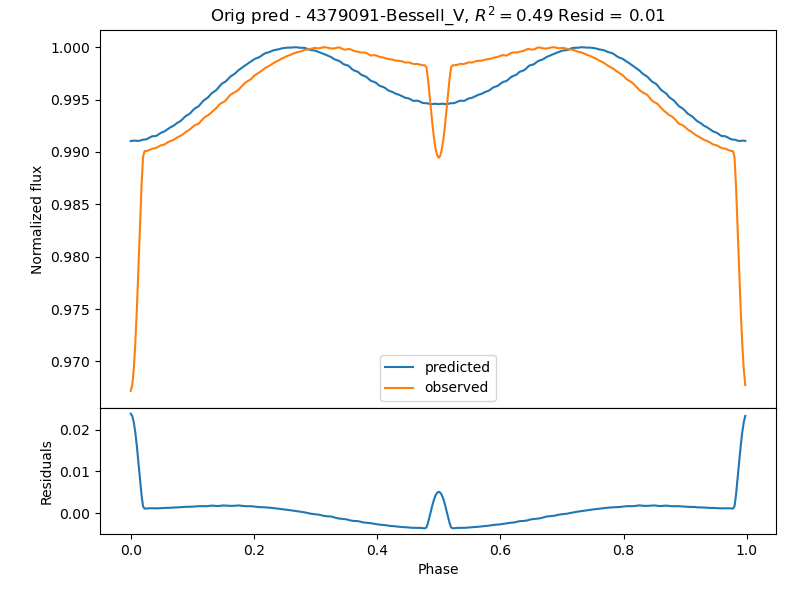 Orig pred - 4379091-Bessell_V, R² = 0.49 Resid = 0.01
Normalized flux
1.000
0.995
0.990
0.985
0.980
0.975
0.970
predicted
observed
Residuals
0.02
0.01
0.00
0.0 0.2 0.4 0.6 0.8 1.0
Phase